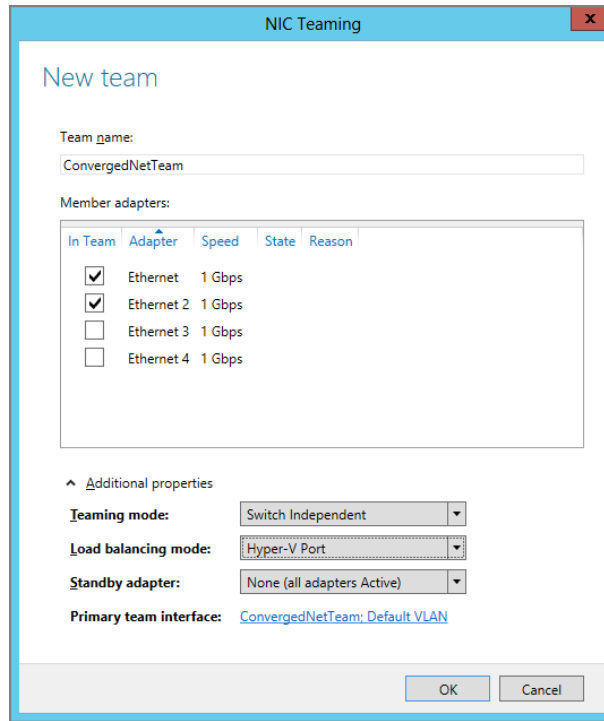 NIC Teaming
x
New team
Team name:
ConvergedNetTeam
Member adapters:
In Team Adapter Speed State Reason
Ethernet 1 Gbps
Ethernet 2 1 Gbps
Ethernet 3 1 Gbps
Ethernet 4 1 Gbps
Additional properties
Teaming mode: Switch Independent
Load balancing mode: Hyper-V Port
Standby adapter: None (all adapters Active)
Primary team interface: ConvergedNetTeam; Default VLAN
OK Cancel